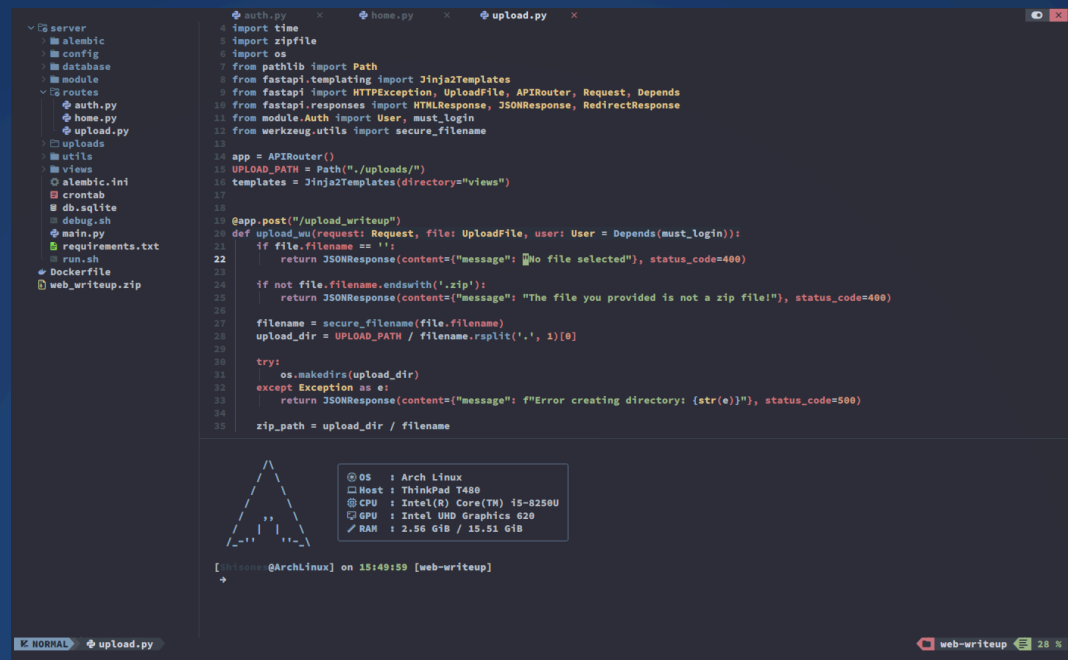 auth.py × home.py × upload.py ×
server
alembic
config
database
module
routes
auth.py
home.py
upload.py
uploads
utils
views
alembic.ini
crontab
db.sqlite
debug.sh
main.py
requirements.txt
run.sh
Dockerfile
web_writeup.zip
4 import time
5 import zipfile
6 import os
7 from pathlib import Path
8 from fastapi.templating import Jinja2Templates
9 from fastapi import HTTPException, UploadFile, APIRouter, Request, Depends
10 from fastapi.responses import HTMLResponse, JSONResponse, RedirectResponse
11 from module.Auth import User, must_login
12 from werkzeug.utils import secure_filename
13
14 app = APIRouter()
15 UPLOAD_PATH = Path("./uploads/")
16 templates = Jinja2Templates(directory="views")
17
18
19 @app.post("/upload_writeup")
20 def upload_wu(request: Request, file: UploadFile, user: User = Depends(must_login)):
21 if file.filename == '':
22 return JSONResponse(content={"message": "No file selected"}, status_code=400)
23
24 if not file.filename.endswith('.zip'):
25 return JSONResponse(content={"message": "The file you provided is not a zip file!"}, status_code=400)
26
27 filename = secure_filename(file.filename)
28 upload_dir = UPLOAD_PATH / filename.rsplit('.', 1)[0]
29
30 try:
31 os.makedirs(upload_dir)
32 except Exception as e:
33 return JSONResponse(content={"message": f"Error creating directory: {str(e)}"}, status_code=500)
34
35 zip_path = upload_dir / filename
OS : Arch Linux
Host : ThinkPad T480
CPU : Intel(R) Core(TM) i5-8250U
GPU : Intel UHD Graphics 620
RAM : 2.56 GiB / 15.51 GiB
[@ArchLinux] on 15:49:59 [web-writeup]
NORMAL upload.py web-writeup 28 %